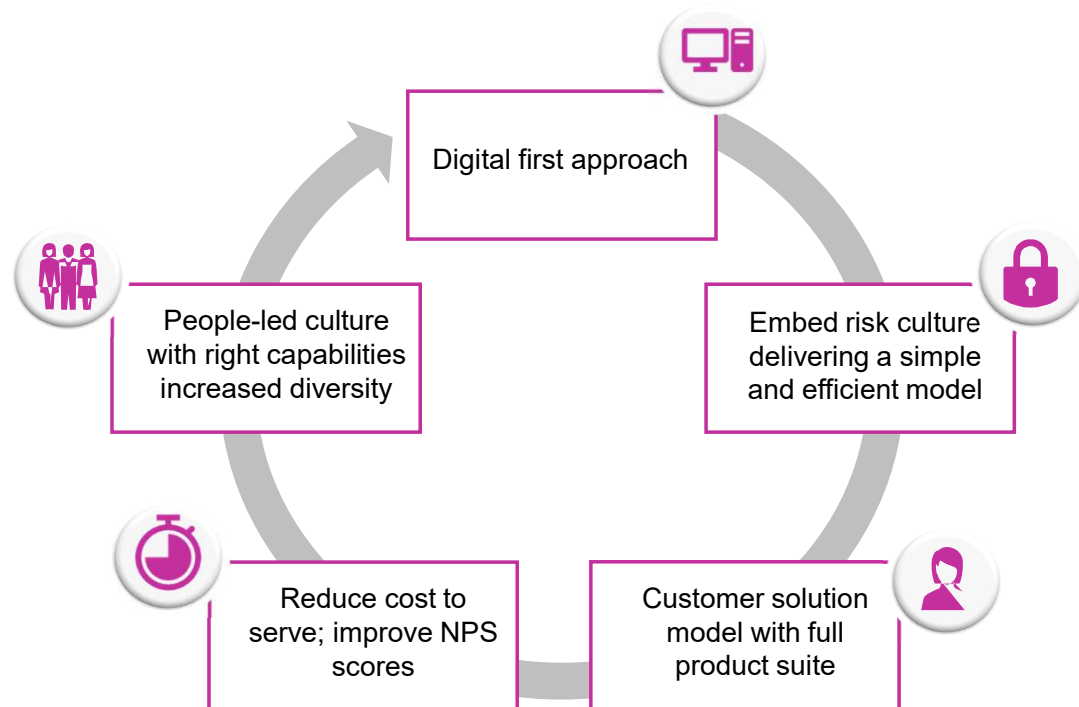 Digital first approach
Embed risk culture
delivering a simple
and efficient model
Customer solution
model with full
product suite
Reduce cost to
serve; improve NPS
scores
People-led culture
with right capabilities
increased diversity